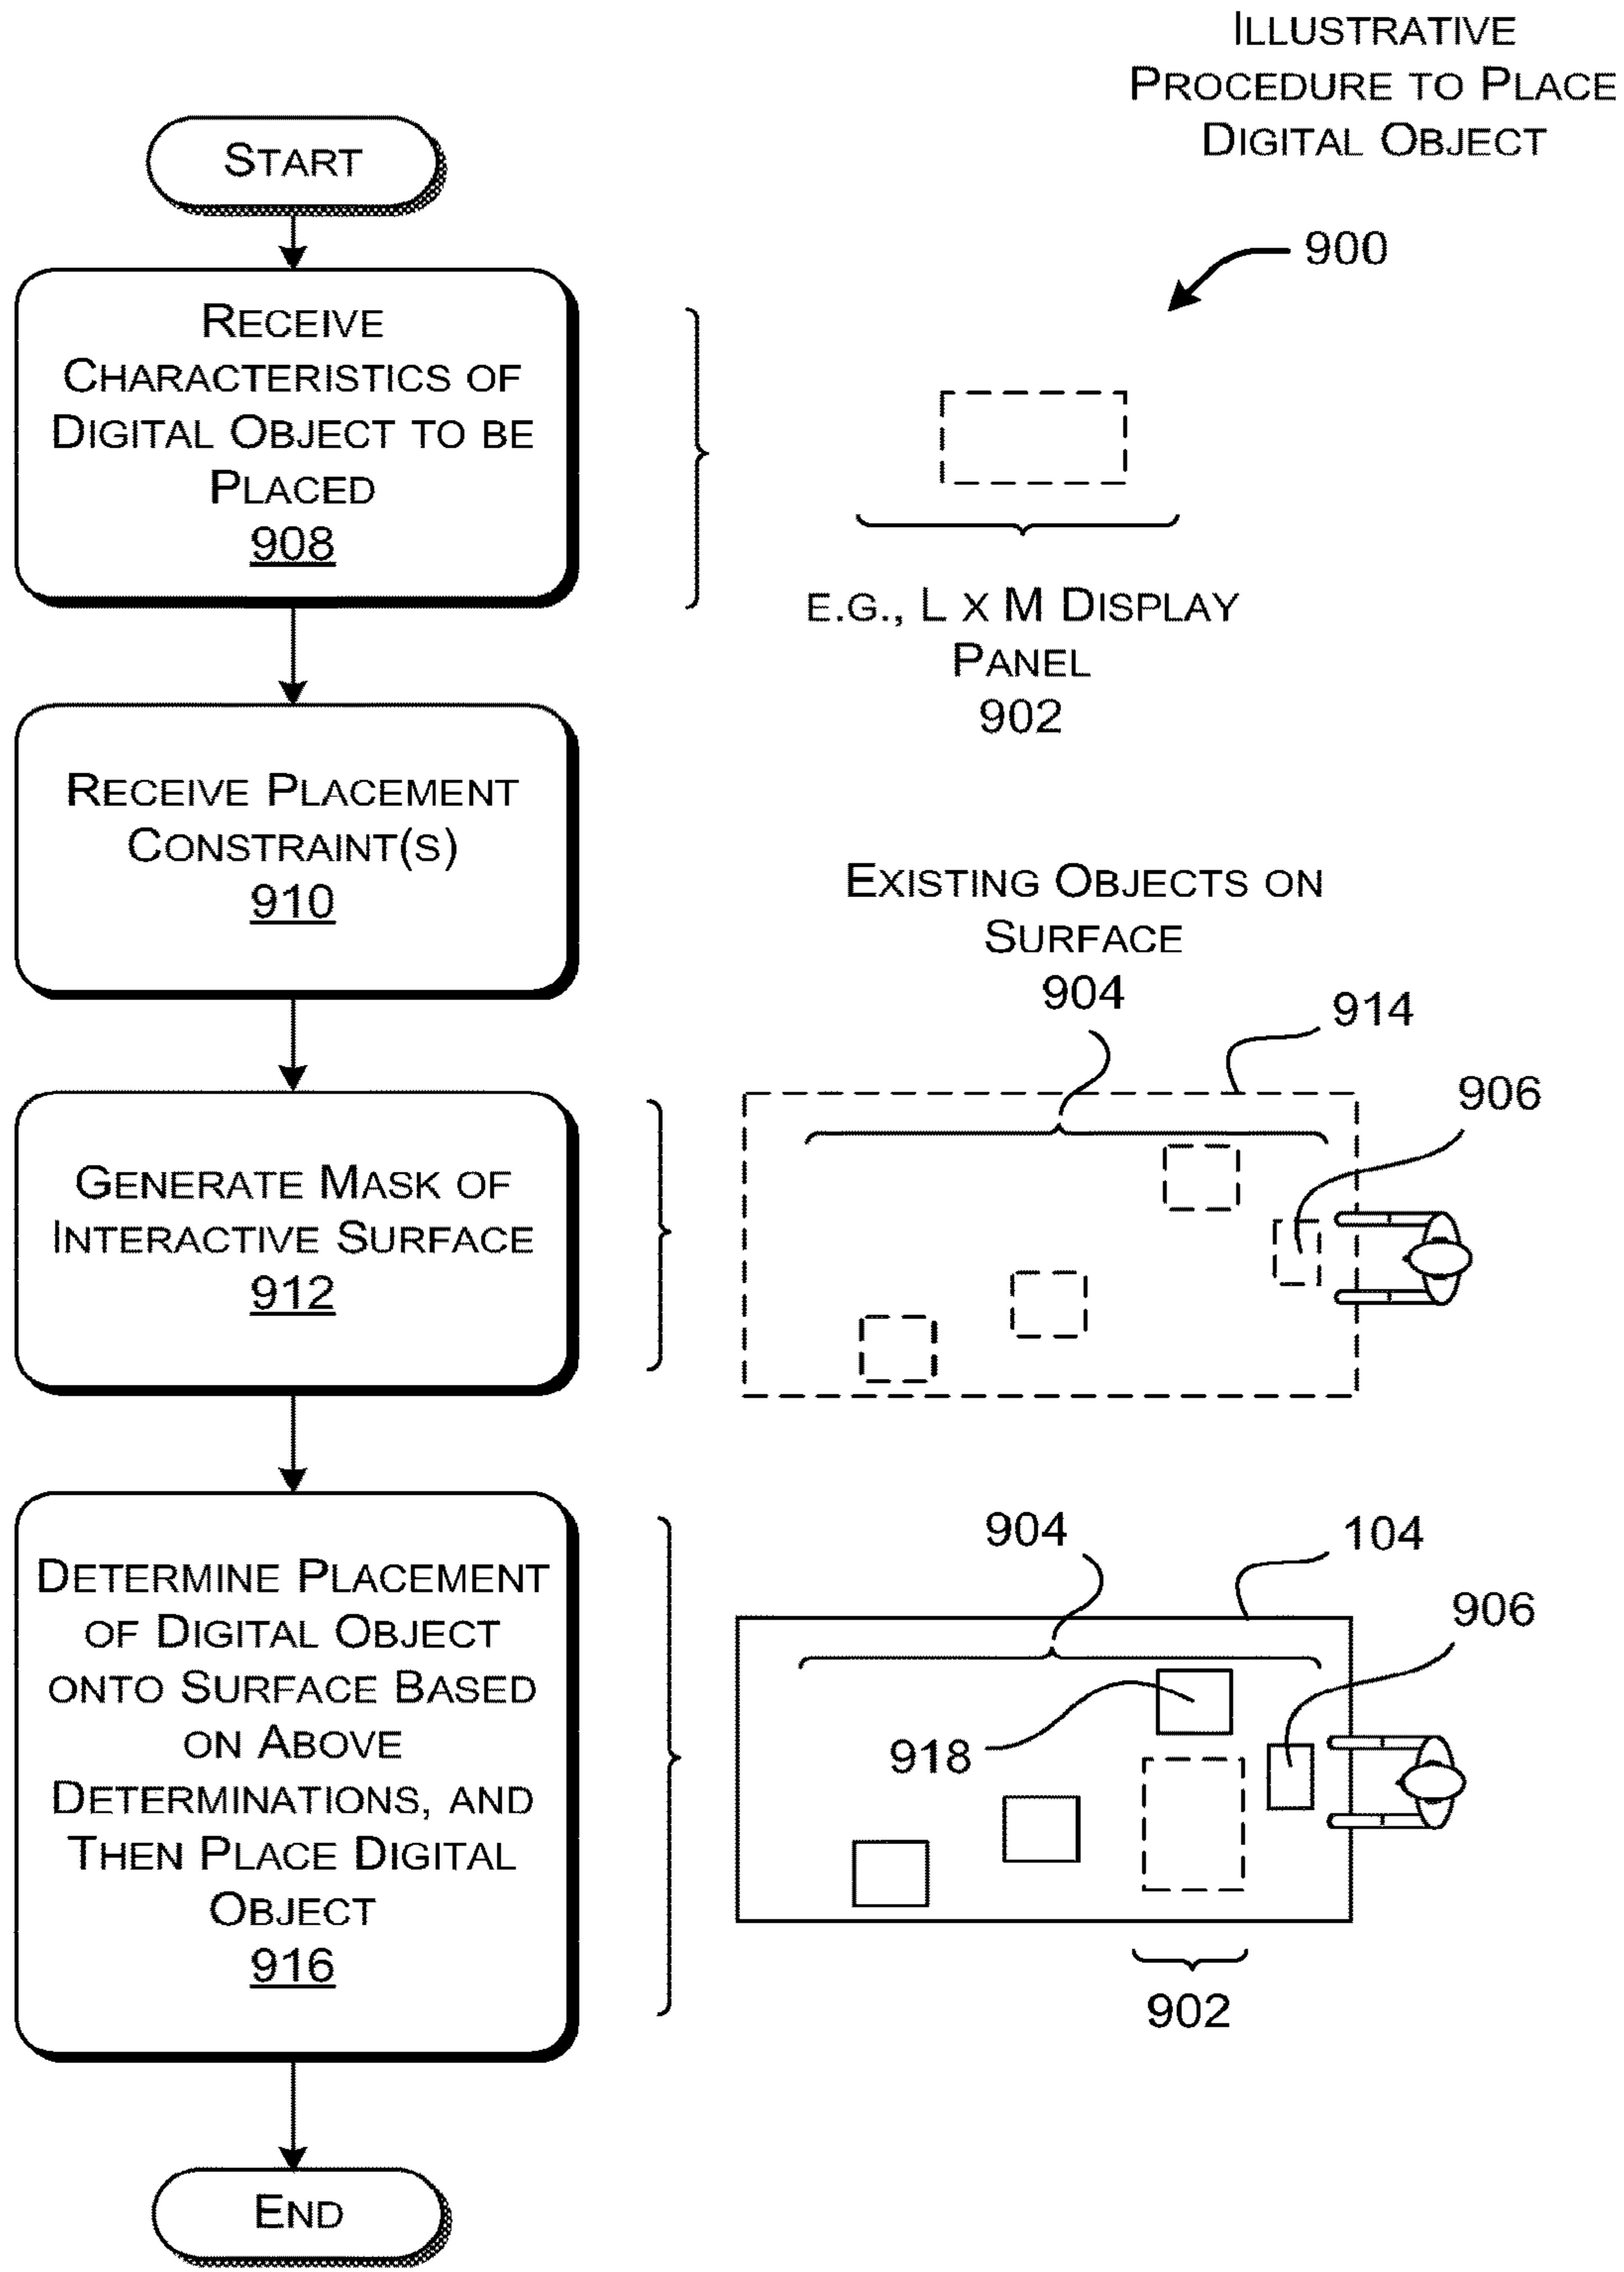 ILLUSTRATIVE
PROCEDURE TO PLACE
DIGITAL OBJECT
900
START
RECEIVE
CHARACTERISTICS OF
DIGITAL OBJECT TO BE
PLACED
908
E.G., L X M DISPLAY
PANEL
902
RECEIVE PLACEMENT
CONSTRAINT(S)
910
EXISTING OBJECTS ON
SURFACE
904
914
906
GENERATE MASK OF
INTERACTIVE SURFACE
912
DETERMINE PLACEMENT
OF DIGITAL OBJECT
ONTO SURFACE BASED
ON ABOVE
DETERMINATIONS, AND
THEN PLACE DIGITAL
OBJECT
916
904
104
906
918
902
END